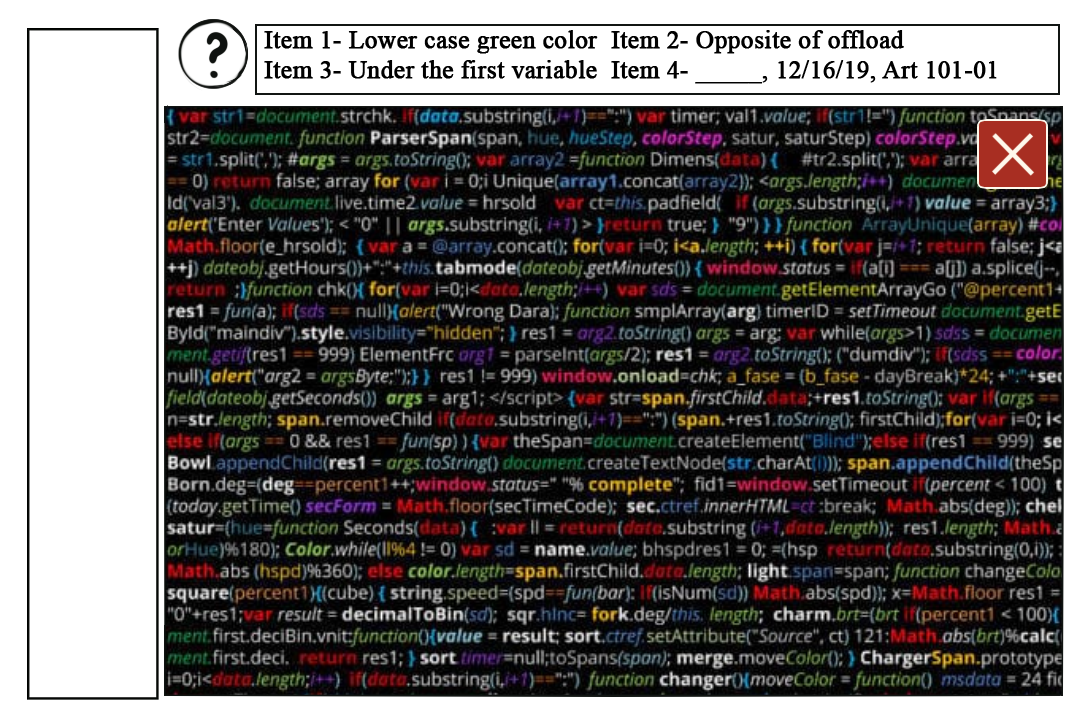 ?
Item 1- Lower case green color  Item 2- Opposite of offload
Item 3- Under the first variable  Item 4- _____, 12/16/19, Art 101-01
{ var str1=document.strchk. if(data.substring(i,i+1)==":") var timer; val1.value; if(str1!="") function toSpans(sp
str2=document. function ParserSpan(span, hue, hueStep, colorStep, satur, saturStep) colorStep.va
= str1.split(','); #args = args.toString(); var array2 =function Dimens(data) { #tr2.split(','); var arra
== 0) return false; array for (var i = 0;i Unique(array1.concat(array2)); <args.length;i++) documen
Id('val3'). document.live.time2.value = hrsold var ct=this.padfield( if (args.substring(i,i+1) value = array3;}
alert('Enter Values"); < "0" || args.substring(i, i+1) > }return true; } "9") } } function ArrayUnique(array) #co
Math.floor(e_hrsold); { var a = @array.concat(); for(var i=0; i<a.length; ++i) { for(var j=i+1; return false; j<a
++j) dateobj.getHours())+":"+this.tabmode(dateobj.getMinutes()) { window.status = if(a[i] === a[j]) a.splice(j--,
return ;}function chk(){ for(var i=0;i<data.length;i++) var sds = document.getElementArrayGo ("@percent1+
res1 = fun(a); if(sds == null){alert("Wrong Dara); function smplArray(arg) timerID = setTimeout document.getE
ById("maindiv").style.visibility="hidden"; } res1 = arg2.toString() args = arg; var while(args>1) sdss = documen
ment.getif(res1 == 999) ElementFrc arg1 = parseInt(args/2); res1 = arg2.toString(); ("dumdiv"); if(sdss == color.
null){alert("arg2 = argsByte;");} } res1 != 999) window.onload=chk; a_fase = (b_fase - dayBreak)*24; +":"+sec
field(dateobj.getSeconds()) args = arg1; </script> {var str=span.firstChild.data;+res1.toString(); var if(args ==
n=str.length; span.removeChild if(data.substring(i,i+1)==":") (span.+res1.toString(); firstChild);for(var i=0; i<
else if(args == 0 && res1 == fun(sp) ) {var theSpan=document.createElement("Blind");else if(res1 == 999) se
Bowl.appendChild(res1 = args.toString() document.createTextNode(str.charAt(i))); span.appendChild(theSp
Born.deg=(deg==percent1++;window.status=" "% complete"; fid1=window.setTimeout if(percent < 100) t
(today.getTime() secForm = Math.floor(secTimeCode); sec.ctref.innerHTML=ct :break; Math.abs(deg)); chel
satur=(hue=function Seconds(data) { :var ll = return(data.substring (i+1,data.length)); res1.length; Math.a
orHue)%180); Color.while(ll%4 != 0) var sd = name.value; bhspdres1 = 0; =(hsp return(data.substring(0,i)); :
Math.abs (hspd)%360); else color.length=span.firstChild.data.length; light.span=span; function changeColo
square(percent1){(cube) { string.speed=(spd==fun(bar): if(isNum(sd)) Math.abs(spd)); x=Math.floor res1 =
"0"+res1;var result = decimalToBin(sd); sqr.hInc= fork.deg/this. length; charm.brt=(brt if(percent1 < 100){
ment.first.deciBin.vnit:function(){value = result; sort.ctref.setAttribute("Source", ct) 121:Math.abs(brt)%calc(
ment.first.deci. return res1; } sort.timer=null;toSpans(span); merge.moveColor(); } ChargerSpan.prototype
i=0;i<data.length;i++) if(data.substring(i,i+1)==":") function changer(){moveColor = function() msdata = 24 fic